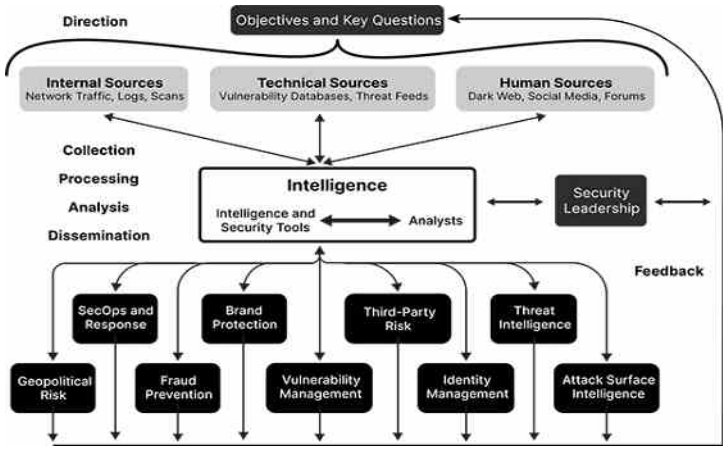 Direction
Objectives and Key Questions
Internal Sources
Network Traffic, Logs, Scans
Technical Sources
Vulnerability Databases, Threat Feeds
Human Sources
Dark Web, Social Media, Forums
Collection
Processing
Analysis
Dissemination
Intelligence
Intelligence and
Security Tools
Analysts
Security
Leadership
Feedback
SecOps and
Response
Brand
Protection
Third-Party
Risk
Threat
Intelligence
Geopolitical
Risk
Fraud
Prevention
Vulnerability
Management
Identity
Management
Attack Surface
Intelligence